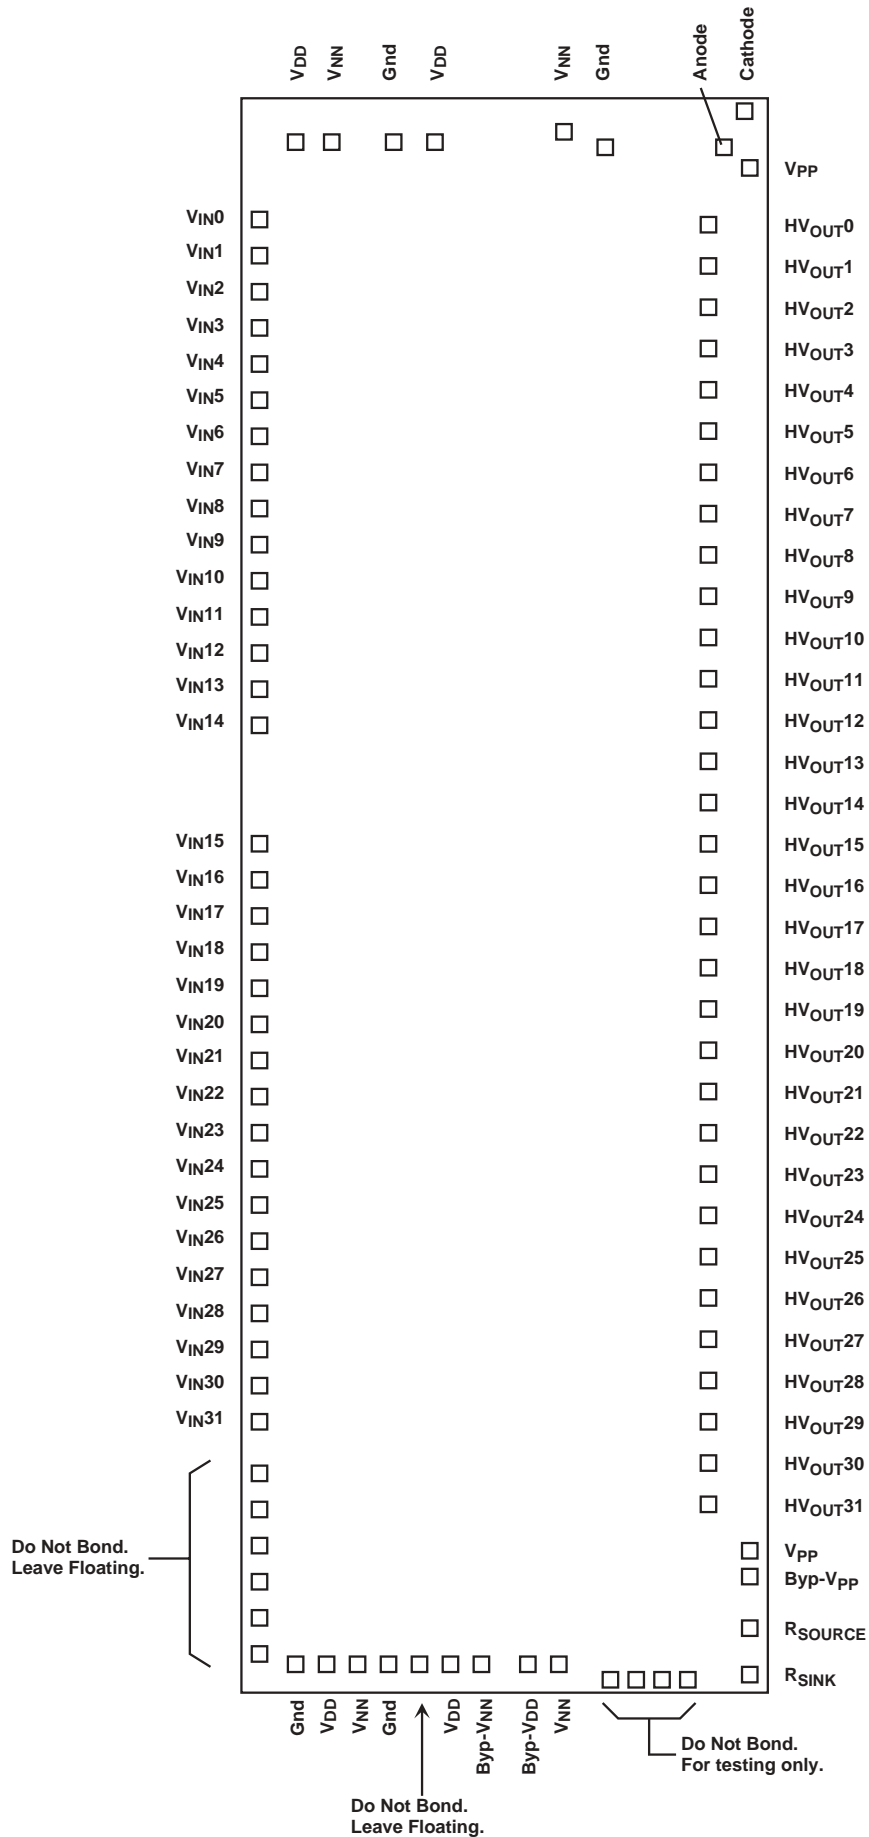 VDD VNN Gnd VDD VNN Gnd Anode Cathode
VPP
VIN0 HVOUT0
VIN1 HVOUT1
VIN2 HVOUT2
VIN3 HVOUT3
VIN4 HVOUT4
VIN5 HVOUT5
VIN6 HVOUT6
VIN7 HVOUT7
VIN8 HVOUT8
VIN9 HVOUT9
VIN10 HVOUT10
VIN11 HVOUT11
VIN12 HVOUT12
VIN13 HVOUT13
VIN14 HVOUT14
VIN15 HVOUT15
VIN16 HVOUT16
VIN17 HVOUT17
VIN18 HVOUT18
VIN19 HVOUT19
VIN20 HVOUT20
VIN21 HVOUT21
VIN22 HVOUT22
VIN23 HVOUT23
VIN24 HVOUT24
VIN25 HVOUT25
VIN26 HVOUT26
VIN27 HVOUT27
VIN28 HVOUT28
VIN29 HVOUT29
VIN30 HVOUT30
VIN31 HVOUT31
Do Not Bond.
Leave Floating.
VPP
Byp-VPP
RSOURCE
RSINK
Gnd VDD VNN Gnd VDD Byp-VNN Byp-VDD VNN
Do Not Bond.
For testing only.
Do Not Bond.
Leave Floating.